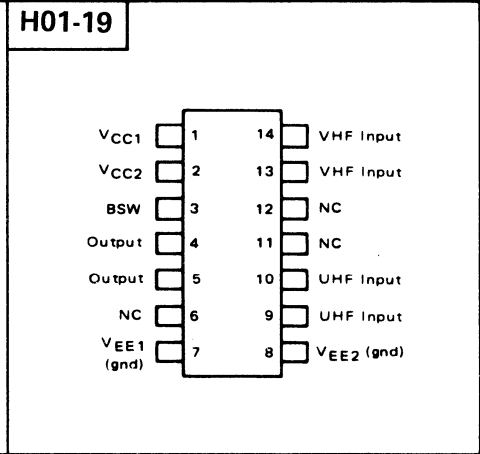 H01-19
VCC1 1 14 VHF Input
VCC2 2 13 VHF Input
BSW 3 12 NC
Output 4 11 NC
Output 5 10 UHF Input
NC 6 9 UHF Input
VEE1 (gnd) 7 8 VEE2 (gnd)